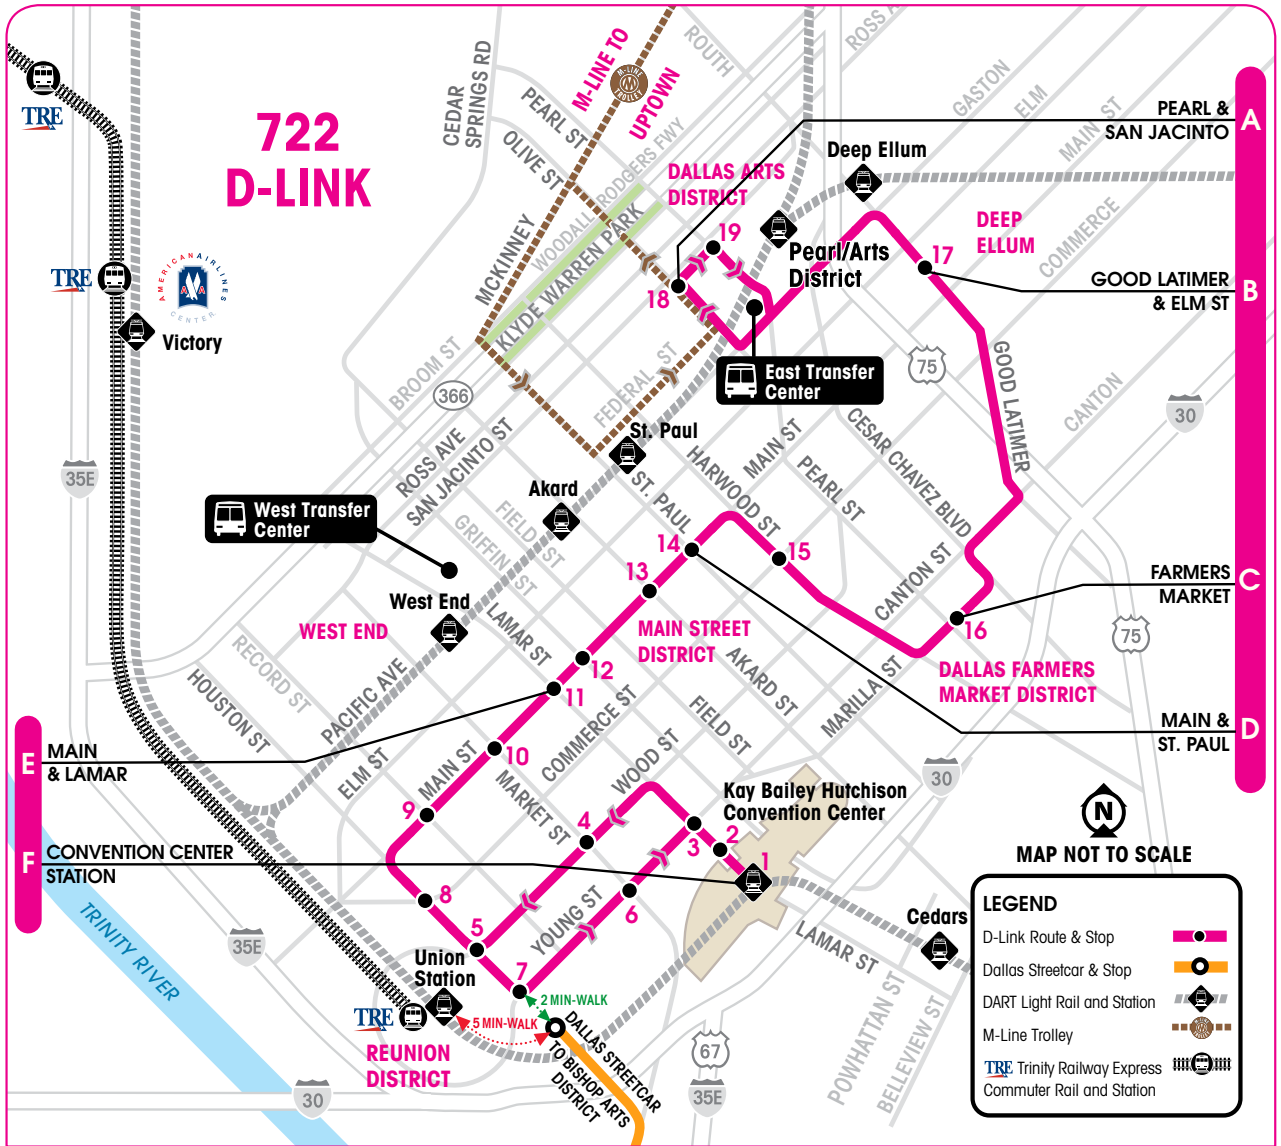 722
D-LINK
TRE
TRE
AMERICAN AIRLINES
CENTER
AA
Victory
CEDAR
SPRINGS RD
M-LINE TO
UPTOWN
M-LINE
TROLLEY
ROUTH
PEARL ST
OLIVE ST
MCKINNEY
WOODALL RODGERS FWY
KLYDE WARREN PARK
DALLAS ARTS
DISTRICT
GASTON
ELM
MAIN ST
COMMERCE
CANTON
Deep Ellum
DEEP
ELLUM
Pearl/Arts
District
19
18
17
PEARL &
SAN JACINTO
A
GOOD LATIMER
& ELM ST
B
FARMERS
MARKET
C
MAIN &
ST. PAUL
D
East Transfer
Center
BROOM ST
366
75
30
35E
FEDERAL ST
ROSS AVE
SAN JACINTO ST
St. Paul
ST. PAUL
HARWOOD ST
MAIN ST
PEARL ST
CESAR CHAVEZ BLVD
GOOD LATIMER
CANTON ST
West Transfer
Center
Akard
FIELD ST
GRIFFIN ST
West End
WEST END
LAMAR ST
14
15
13
12
11
16
10
9
8
MAIN STREET
DISTRICT
DALLAS FARMERS
MARKET DISTRICT
75
RECORD ST
HOUSTON ST
PACIFIC AVE
ELM ST
MAIN ST
MARKET ST
COMMERCE ST
WOOD ST
FIELD ST
AKARD ST
MARILLA ST
E
MAIN
& LAMAR
F
CONVENTION CENTER
STATION
Kay Bailey Hutchison
Convention Center
30
4
3
2
1
5
6
7
YOUNG ST
N
MAP NOT TO SCALE
Union
Station
TRE
REUNION
DISTRICT
2 MIN-WALK
5 MIN-WALK
DALLAS STREETCAR
TO BISHOP ARTS
DISTRICT
TRINITY RIVER
35E
30
67
35E
LAMAR ST
Cedars
POWHATTAN ST
BELLEVIEW ST
LEGEND
D-Link Route & Stop
Dallas Streetcar & Stop
DART Light Rail and Station
M-Line Trolley
TRE Trinity Railway Express
Commuter Rail and Station